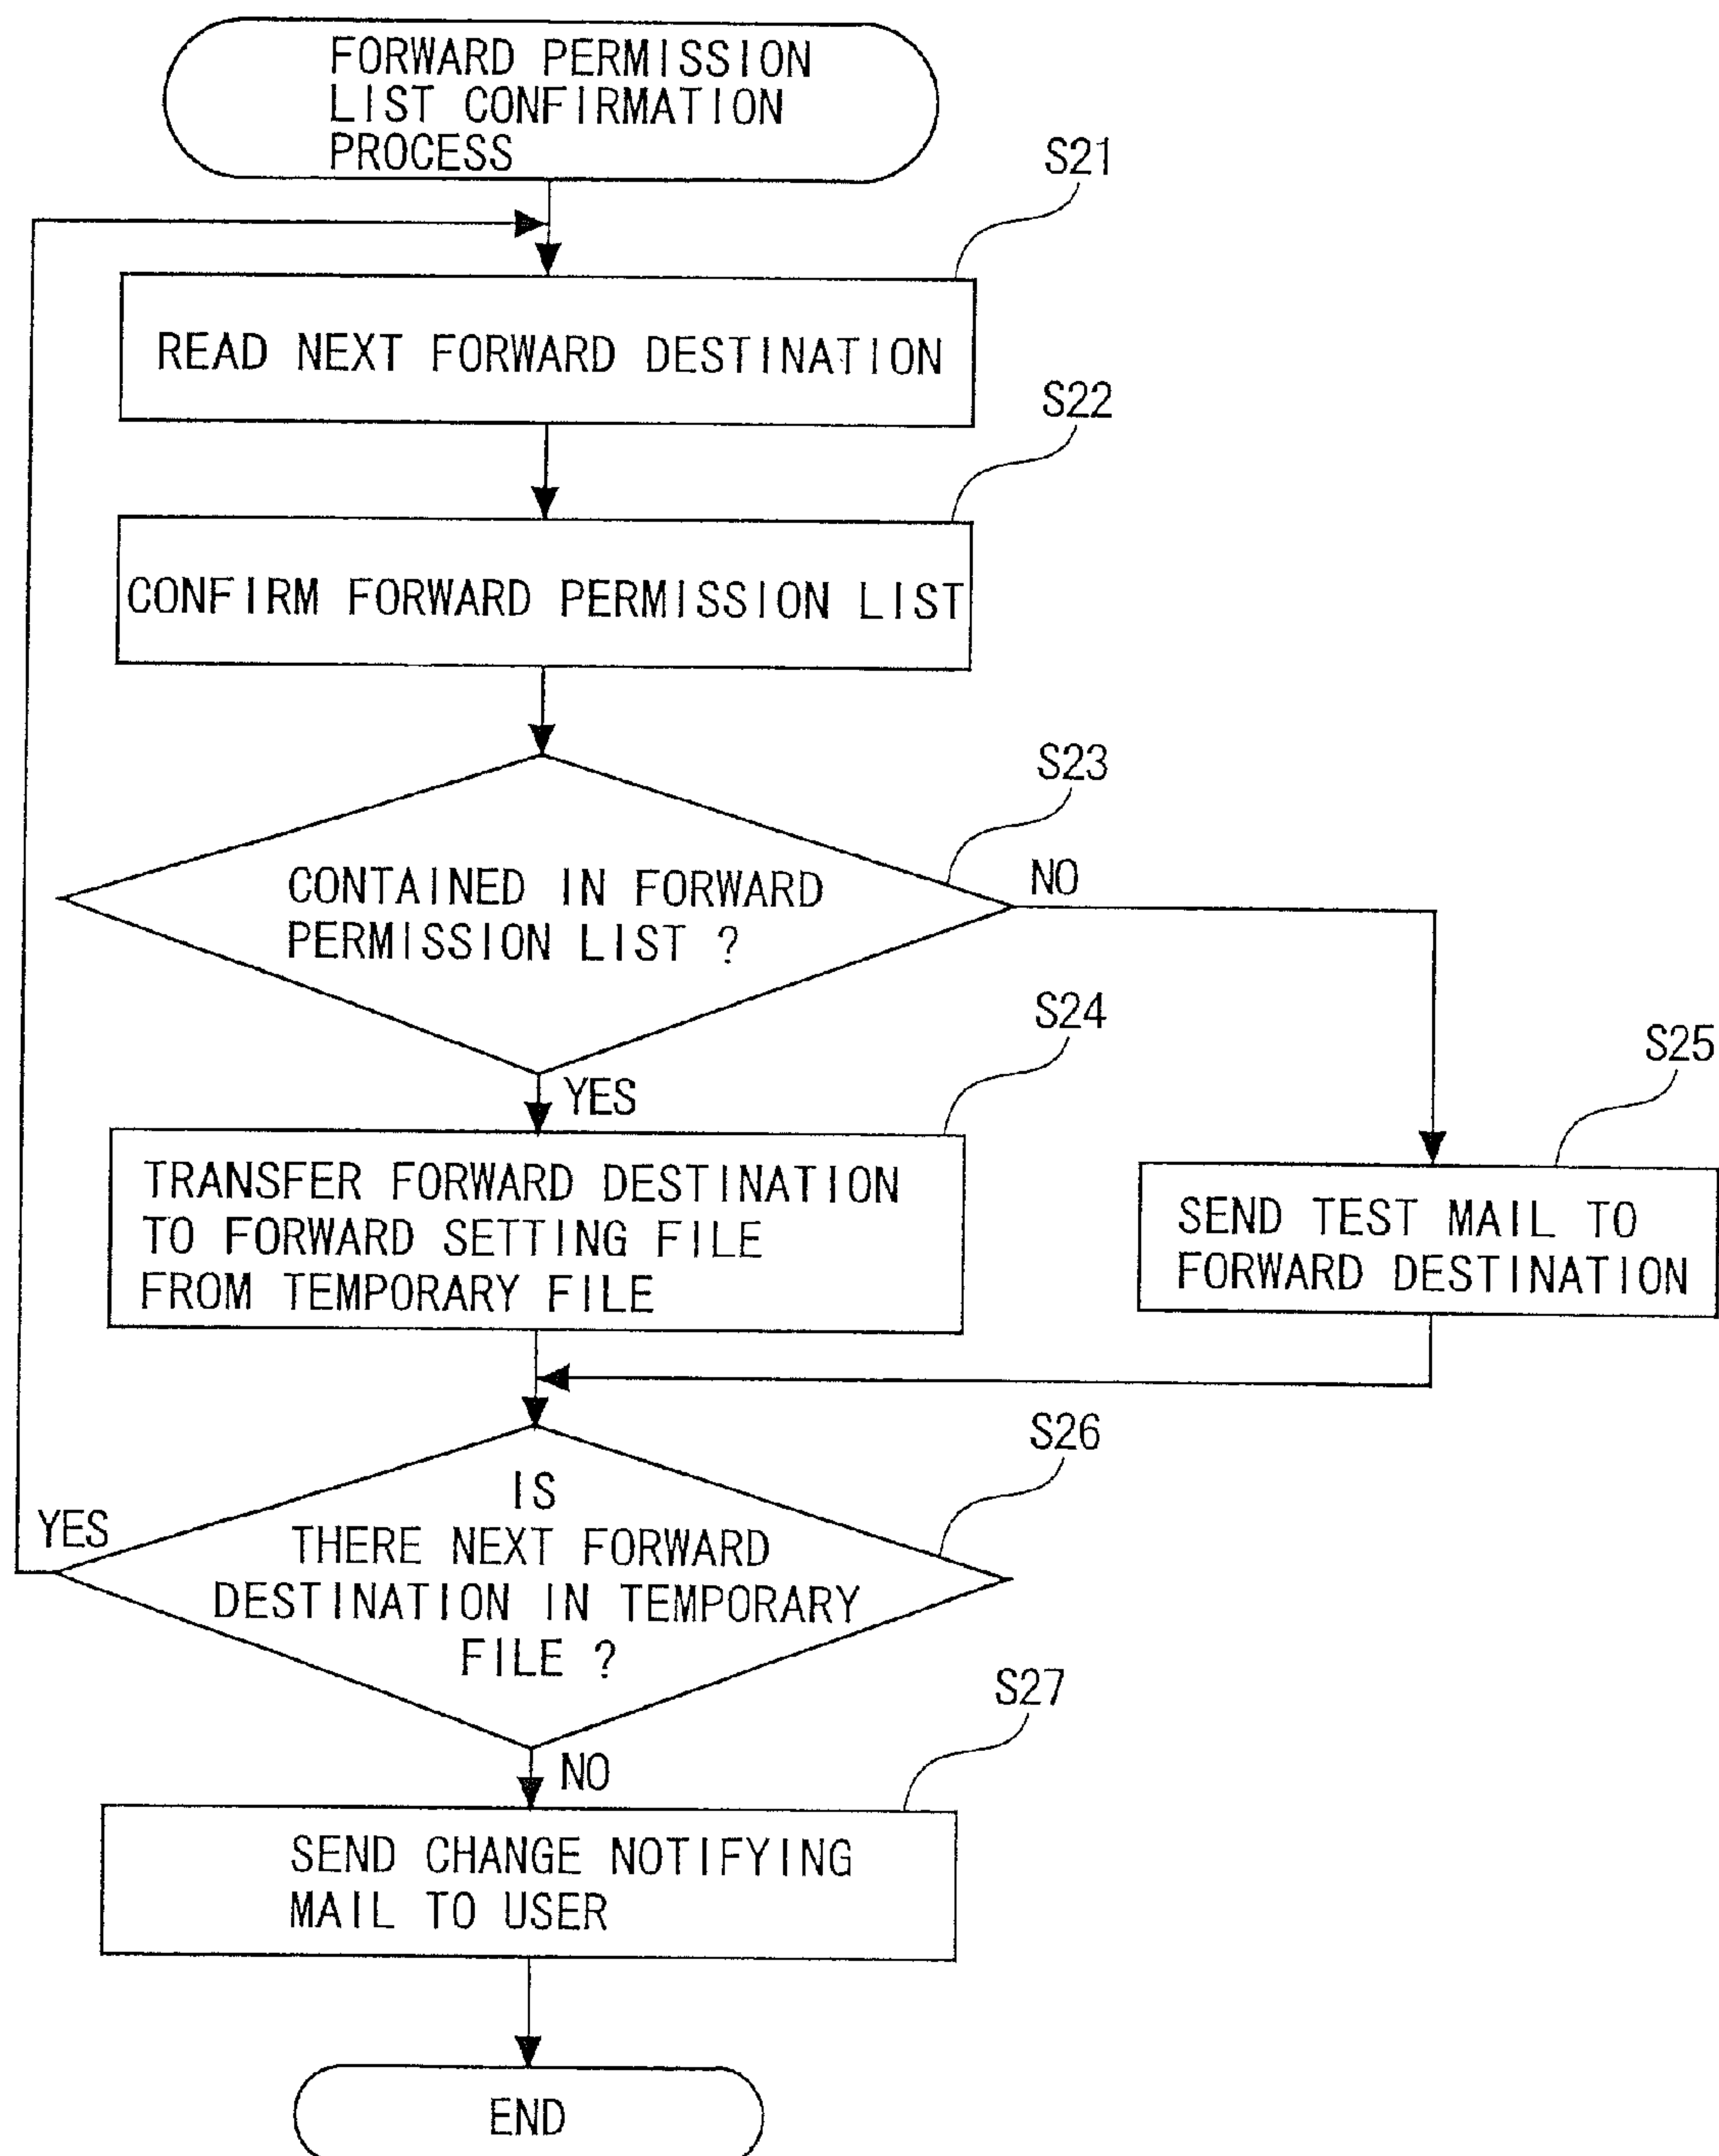 FORWARD PERMISSION
LIST CONFIRMATION
PROCESS
S21
READ NEXT FORWARD DESTINATION
S22
CONFIRM FORWARD PERMISSION LIST
S23
CONTAINED IN FORWARD
PERMISSION LIST ?
NO
YES
S24
TRANSFER FORWARD DESTINATION
TO FORWARD SETTING FILE
FROM TEMPORARY FILE
S25
SEND TEST MAIL TO
FORWARD DESTINATION
S26
IS
THERE NEXT FORWARD
DESTINATION IN TEMPORARY
FILE ?
YES
NO
S27
SEND CHANGE NOTIFYING
MAIL TO USER
END